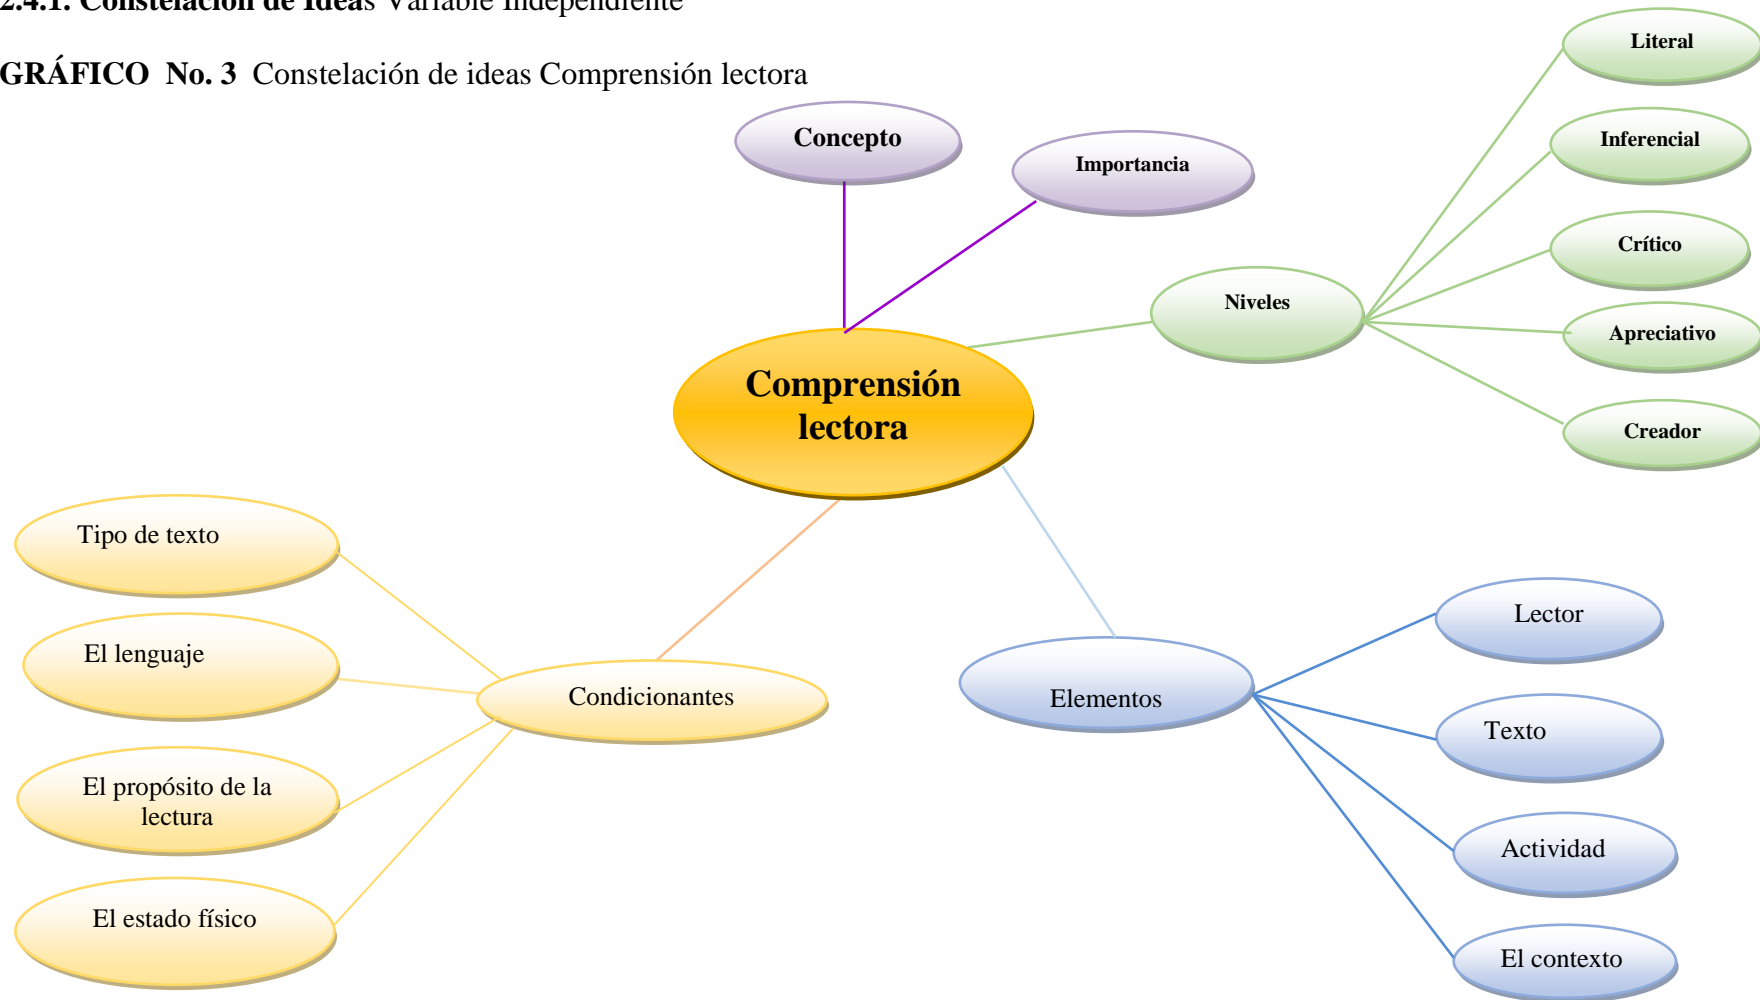 2.4.1. Constelación de Ideas Variable Independiente
GRÁFICO No. 3 Constelación de ideas Comprensión lectora
Concepto
Importancia
Niveles
Literal
Inferencial
Crítico
Apreciativo
Creador
Comprensión
lectora
Condicionantes
Tipo de texto
El lenguaje
El propósito de la
lectura
El estado físico
Elementos
Lector
Texto
Actividad
El contexto